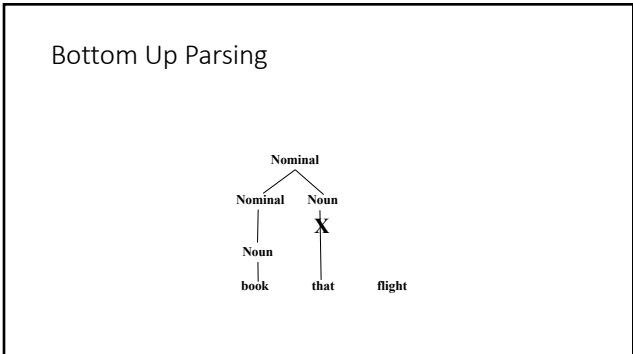 Bottom Up Parsing
Nominal
Nominal Noun
X
Noun
book that flight